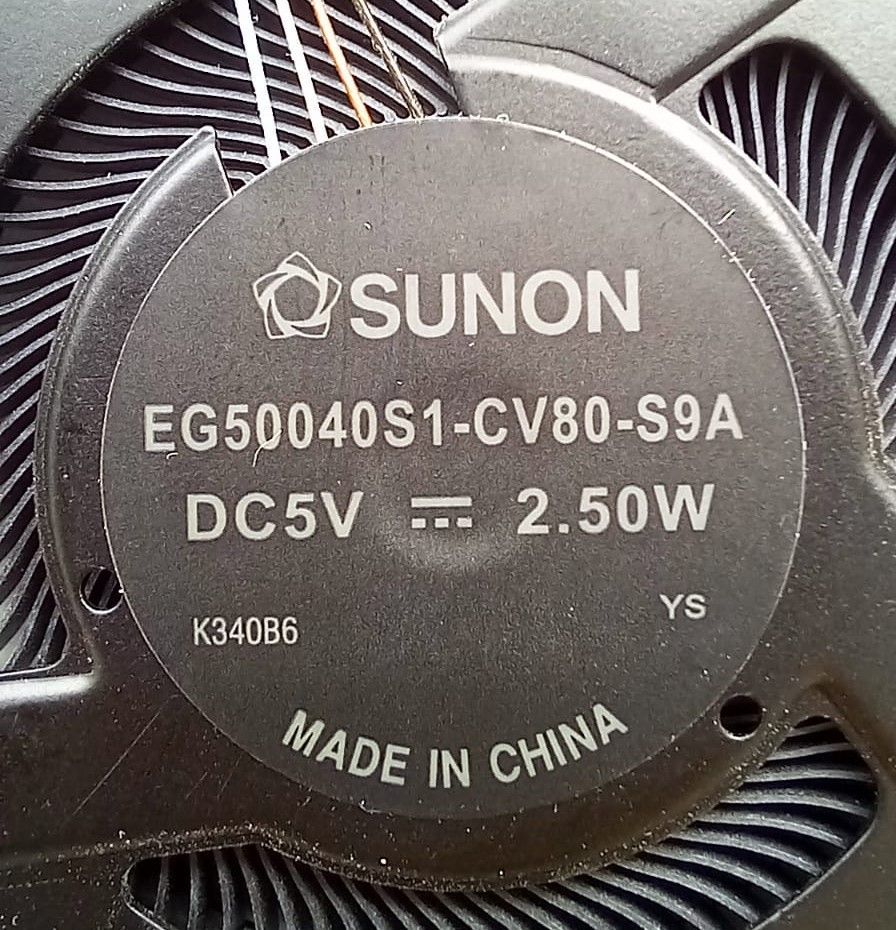 SUNON
EG50040S1-CV80-S9A
DC5V ⎓ 2.50W
YS
K340B6
MADE IN CHINA